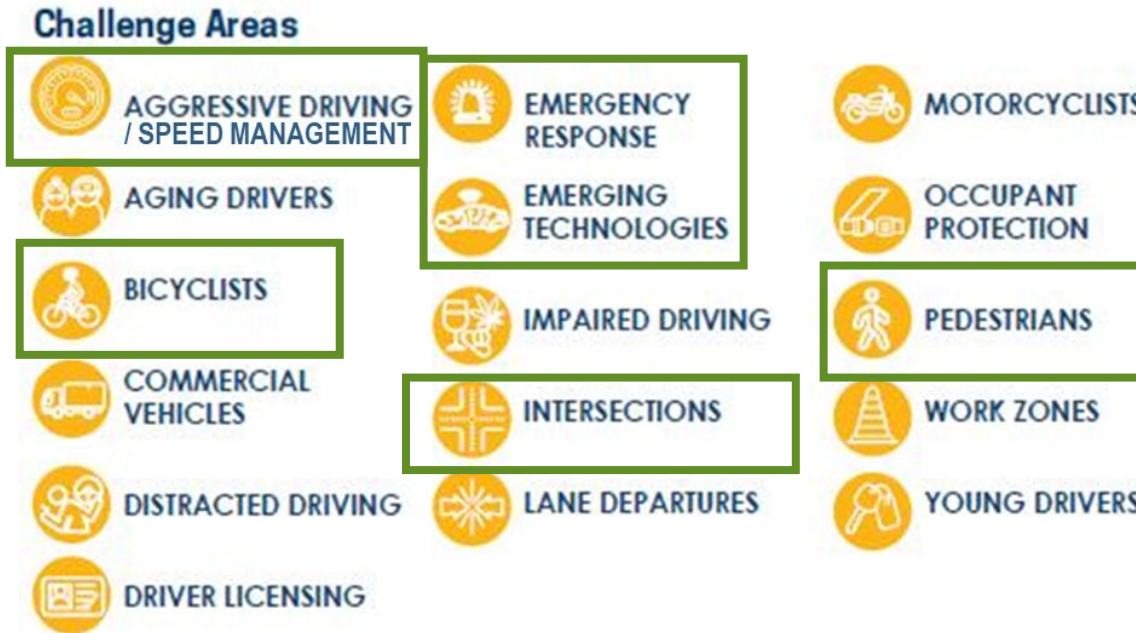 Challenge Areas
AGGRESSIVE DRIVING
/ SPEED MANAGEMENT
AGING DRIVERS
BICYCLISTS
COMMERCIAL
VEHICLES
DISTRACTED DRIVING
DRIVER LICENSING
EMERGENCY
RESPONSE
EMERGING
TECHNOLOGIES
IMPAIRED DRIVING
INTERSECTIONS
LANE DEPARTURES
MOTORCYCLISTS
OCCUPANT
PROTECTION
PEDESTRIANS
WORK ZONES
YOUNG DRIVERS